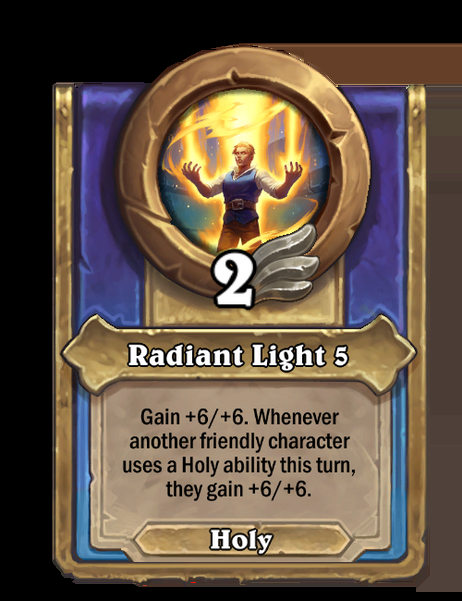 2
Radiant Light 5
Gain +6/+6. Whenever
another friendly character
uses a Holy ability this turn,
they gain +6/+6.
Holy